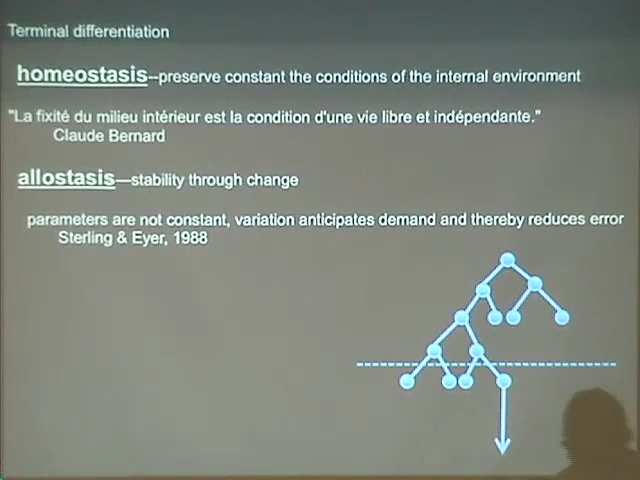 Terminal differentiation
homeostasis--preserve constant the conditions of the internal environment
"La fixité du milieu intérieur est la condition d'une vie libre et indépendante."
Claude Bernard
allostasis—stability through change
parameters are not constant, variation anticipates demand and thereby reduces error
Sterling & Eyer, 1988